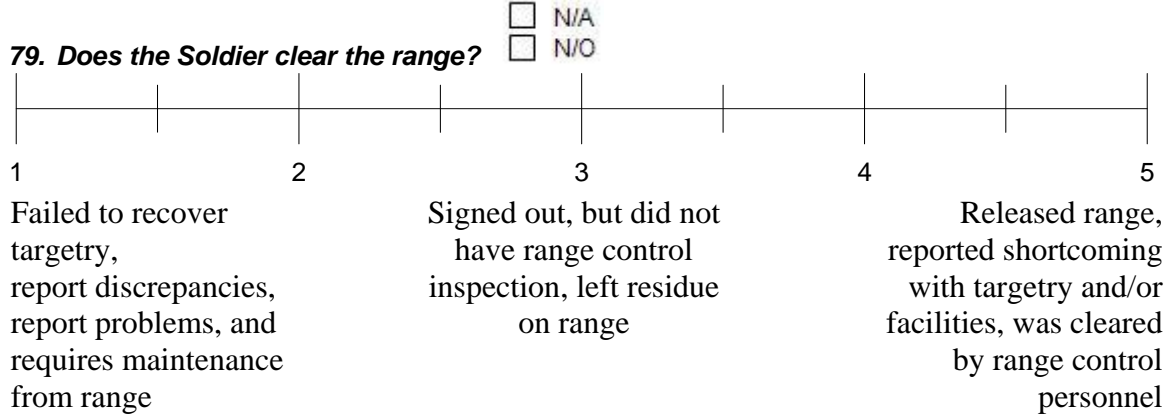 N/A
79. Does the Soldier clear the range?
N/O
1 2 3 4 5
Failed to recover
targetry,
report discrepancies,
report problems, and
requires maintenance
from range
Signed out, but did not
have range control
inspection, left residue
on range
Released range,
reported shortcoming
with targetry and/or
facilities, was cleared
by range control
personnel